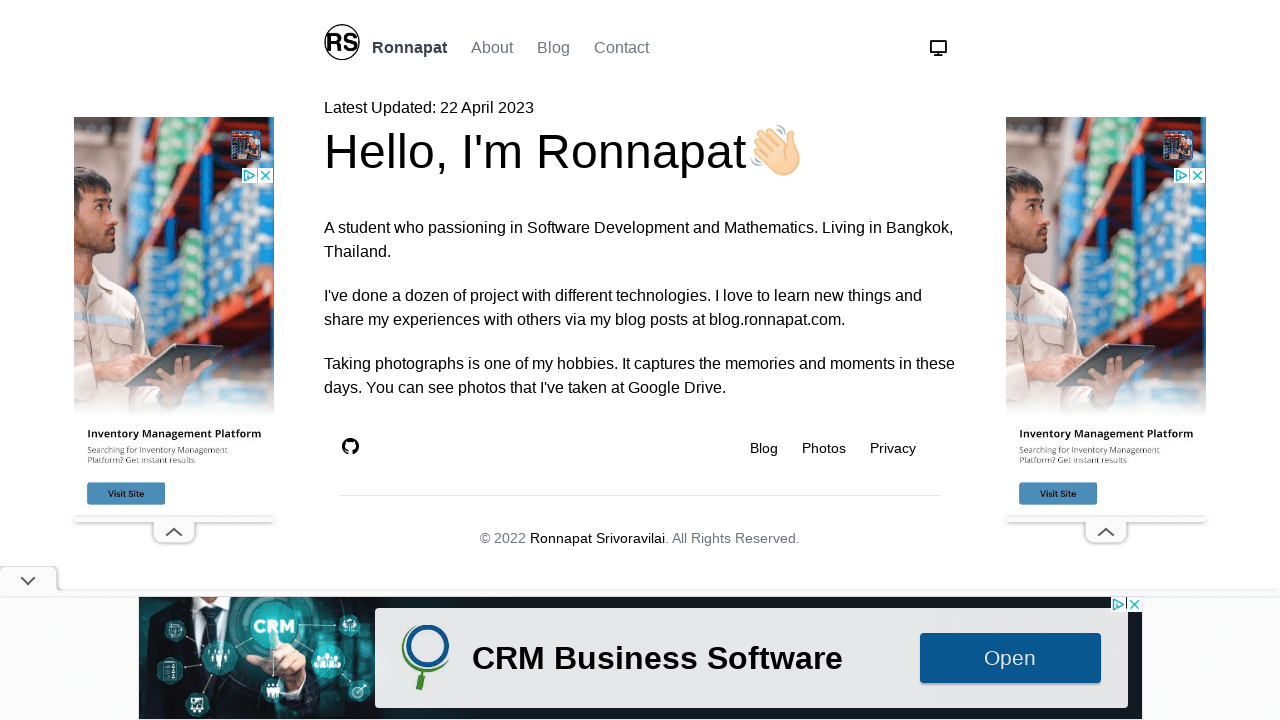 RS
Ronnapat About Blog Contact
Latest Updated: 22 April 2023
Hello, I'm Ronnapat
A student who passioning in Software Development and Mathematics. Living in Bangkok,
Thailand.
I've done a dozen of project with different technologies. I love to learn new things and
share my experiences with others via my blog posts at blog.ronnapat.com.
Taking photographs is one of my hobbies. It captures the memories and moments in these
days. You can see photos that I've taken at Google Drive.
Blog Photos Privacy
© 2022 Ronnapat Srivoravilai. All Rights Reserved.
Inventory Management Platform
Searching for Inventory Management
Platform? Get instant results
Visit Site
Inventory Management Platform
Searching for Inventory Management
Platform? Get instant results
Visit Site
CRM
CRM Business Software
Open